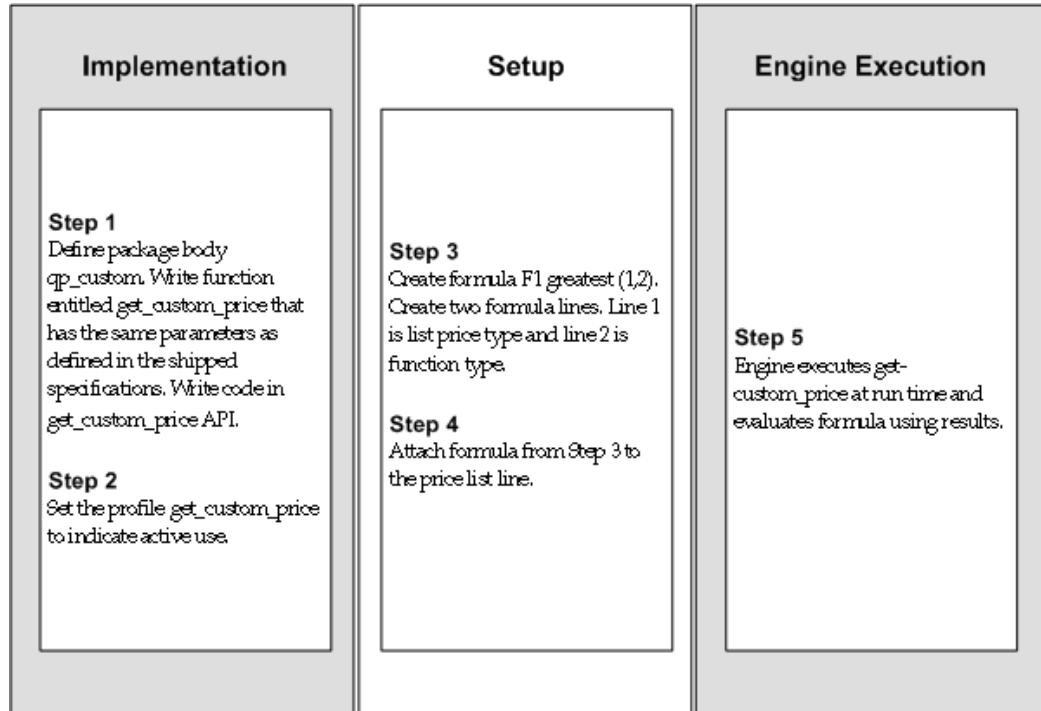 Implementation
Step 1
Define package body
qp_custom. Write function
entitled get_custom_price that
has the same parameters as
defined in the shipped
specifications. Write code in
get_custom_price API.
Step 2
Set the profile get_custom_price
to indicate active use.
Setup
Step 3
Create formula F1 greatest (1,2).
Create two formula lines. Line 1
is list price type and line 2 is
function type.
Step 4
Attach formula from Step 3 to
the price list line.
Engine Execution
Step 5
Engine executes get-
custom_price at run time and
evaluates formula using results.